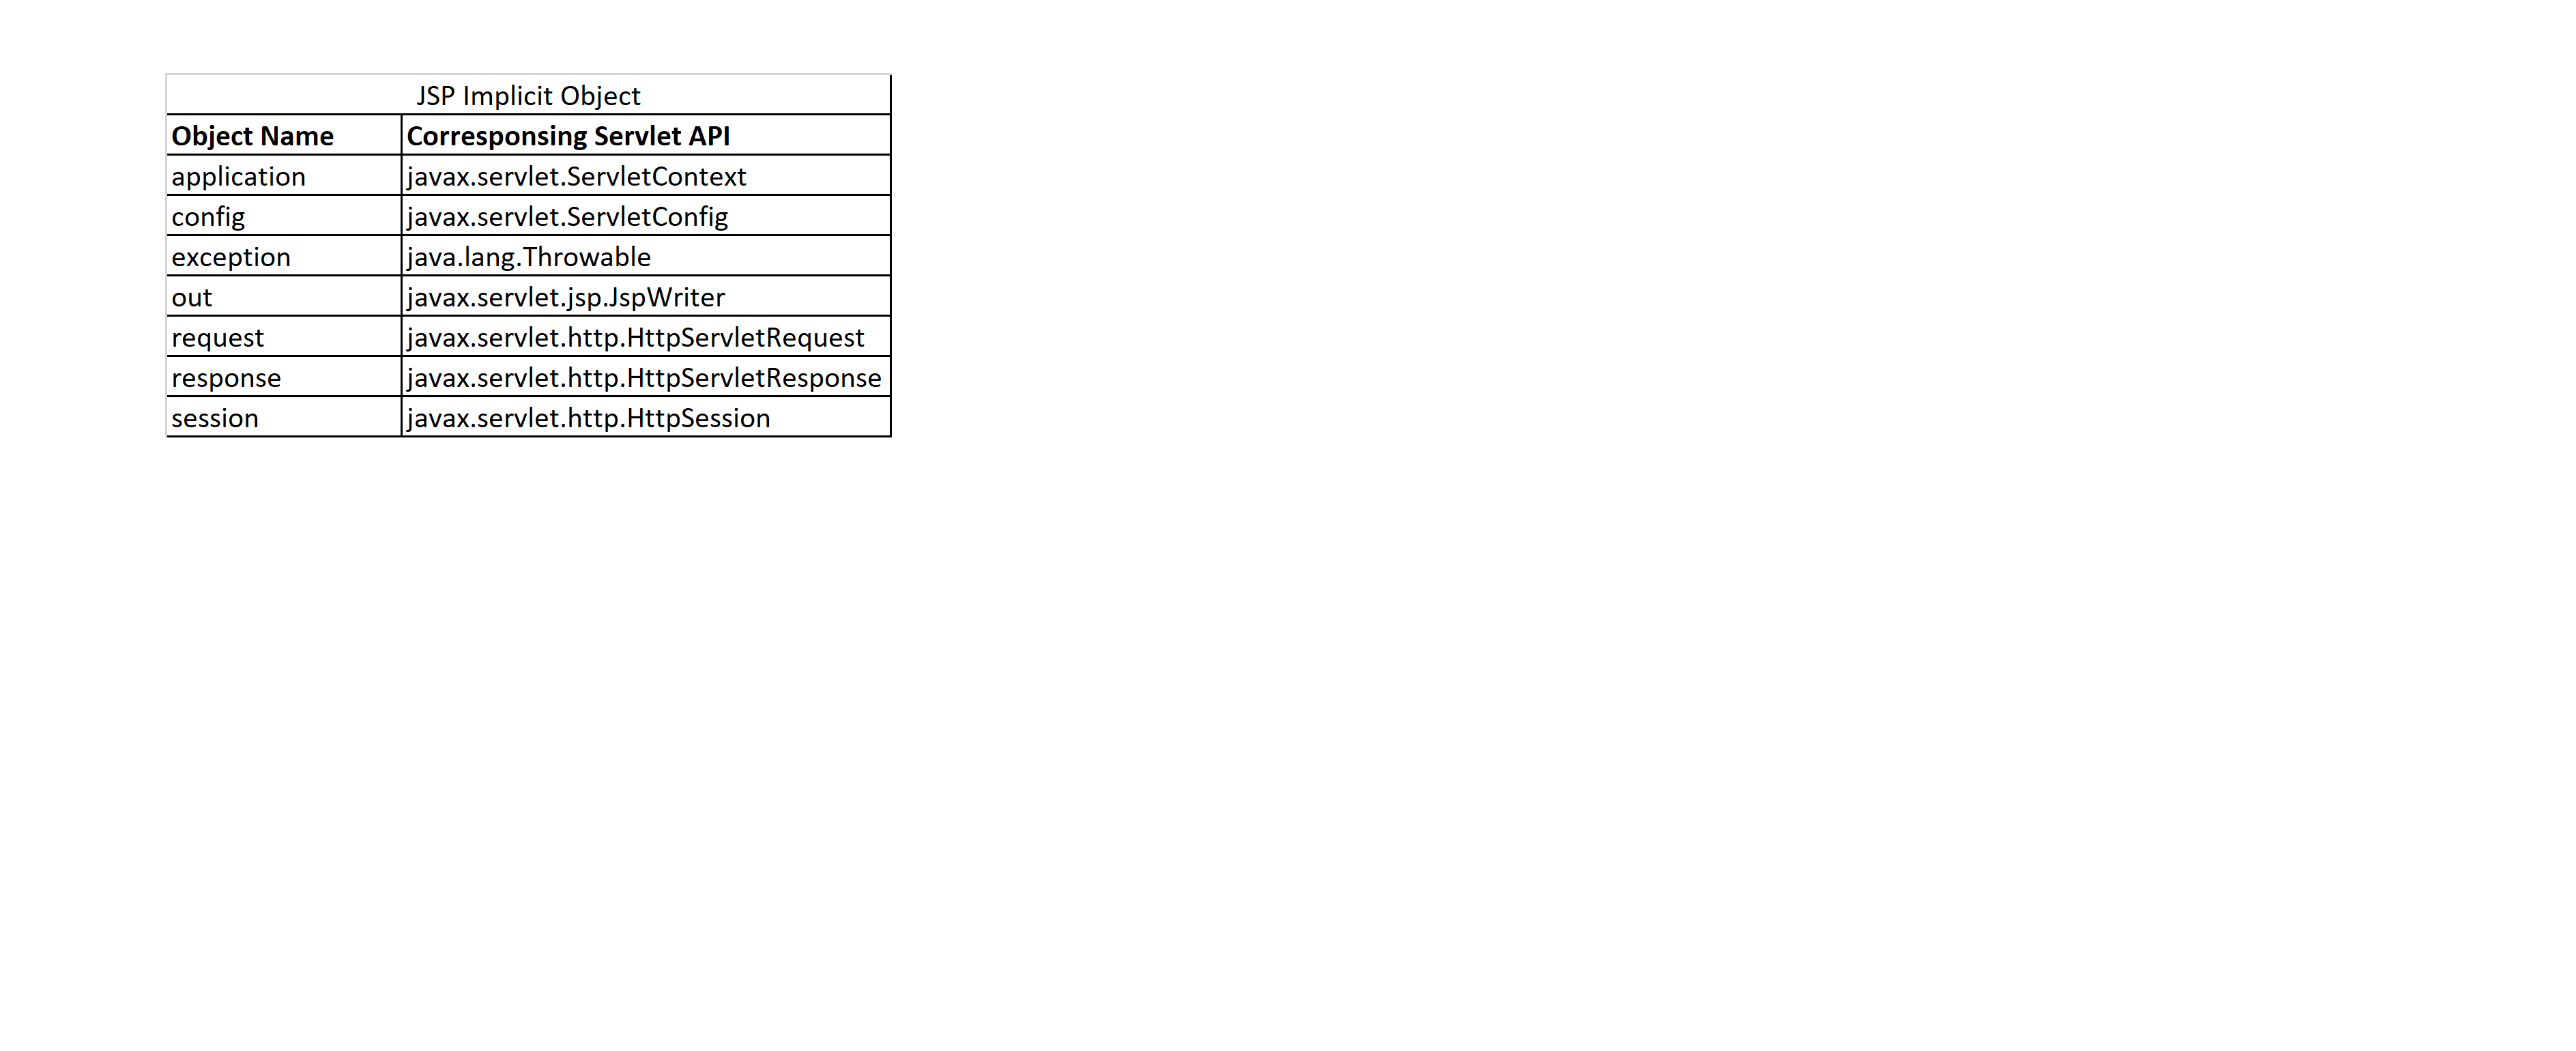 JSP Implicit Object
Object Name Corresponsing Servlet API
application javax.servlet.ServletContext
config javax.servlet.ServletConfig
exception java.lang.Throwable
out javax.servlet.jsp.JspWriter
request javax.servlet.http.HttpServletRequest
response javax.servlet.http.HttpServletResponse
session javax.servlet.http.HttpSession